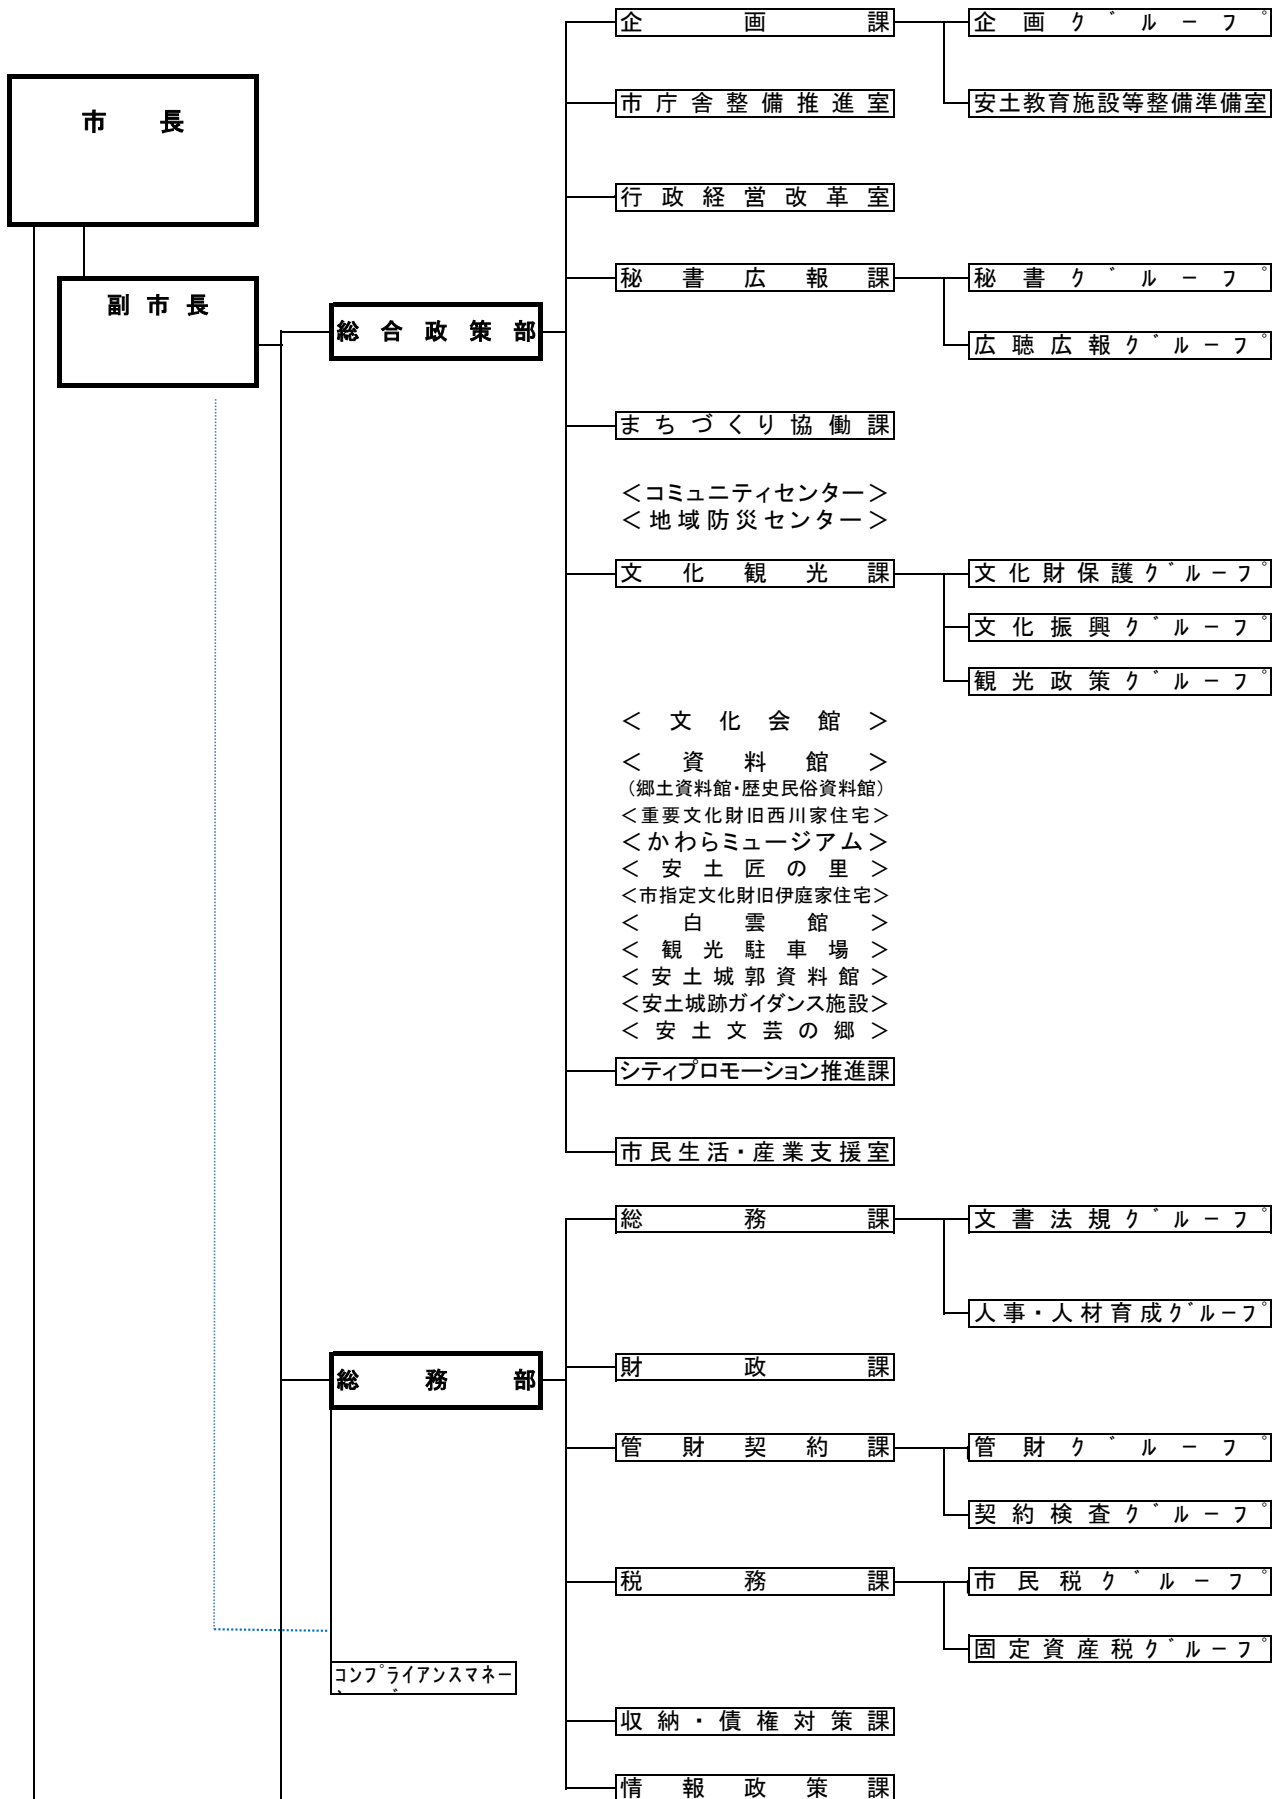 市長
副市長
総合政策部
企画課
企画ｸﾞﾙｰﾌﾟ
安土教育施設等整備準備室
市庁舎整備推進室
行政経営改革室
秘書広報課
秘書ｸﾞﾙｰﾌﾟ
広聴広報ｸﾞﾙｰﾌﾟ
まちづくり協働課
＜コミュニティセンター＞
＜地域防災センター＞
文化観光課
文化財保護ｸﾞﾙｰﾌﾟ
文化振興ｸﾞﾙｰﾌﾟ
観光政策ｸﾞﾙｰﾌﾟ
＜文化会館＞
＜資料館＞
（郷土資料館・歴史民俗資料館）
＜重要文化財旧西川家住宅＞
＜かわらミュージアム＞
＜安土匠の里＞
＜市指定文化財旧伊庭家住宅＞
＜白雲館＞
＜観光駐車場＞
＜安土城郭資料館＞
＜安土城跡ガイダンス施設＞
＜安土文芸の郷＞
シティプロモーション推進課
市民生活・産業支援室
総務部
総務課
文書法規ｸﾞﾙｰﾌﾟ
人事・人材育成ｸﾞﾙｰﾌﾟ
財政課
管財契約課
管財ｸﾞﾙｰﾌﾟ
契約検査ｸﾞﾙｰﾌﾟ
税務課
市民税ｸﾞﾙｰﾌﾟ
固定資産税ｸﾞﾙｰﾌﾟ
コンプライアンスマネー
収納・債権対策課
情報政策課